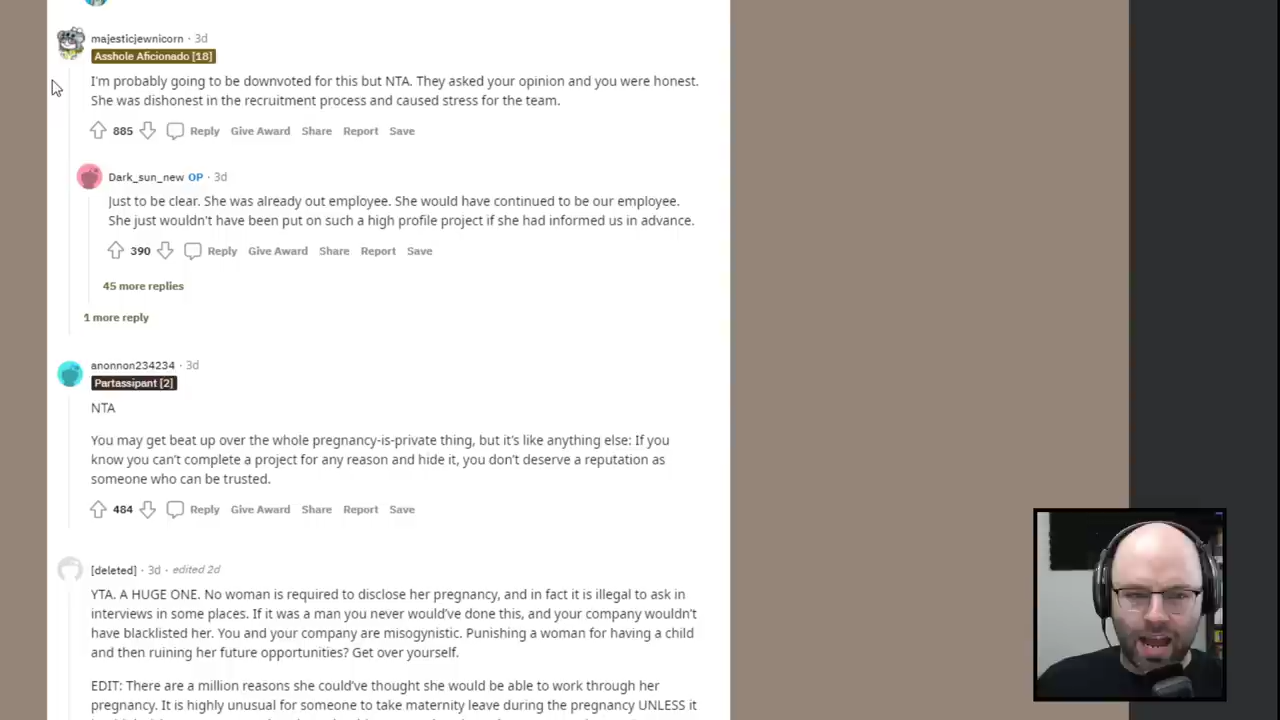 majesticjewnicorn · 3d
Asshole Aficionado [18]
I'm probably going to be downvoted for this but NTA. They asked your opinion and you were honest.
She was dishonest in the recruitment process and caused stress for the team.
885 Reply Give Award Share Report Save
Dark_sun_new OP · 3d
Just to be clear. She was already out employee. She would have continued to be our employee.
She just wouldn't have been put on such a high profile project if she had informed us in advance.
390 Reply Give Award Share Report Save
45 more replies
1 more reply
anonnon234234 · 3d
Partassipant [2]
NTA
You may get beat up over the whole pregnancy-is-private thing, but it's like anything else: If you
know you can't complete a project for any reason and hide it, you don't deserve a reputation as
someone who can be trusted.
484 Reply Give Award Share Report Save
[deleted] · 3d · edited 2d
YTA. A HUGE ONE. No woman is required to disclose her pregnancy, and in fact it is illegal to ask in
interviews in some places. If it was a man you never would've done this, and your company wouldn't
have blacklisted her. You and your company are misogynistic. Punishing a woman for having a child
and then ruining her future opportunities? Get over yourself.
EDIT: There are a million reasons she could've thought she would be able to work through her
pregnancy. It is highly unusual for someone to take maternity leave during the pregnancy UNLESS it